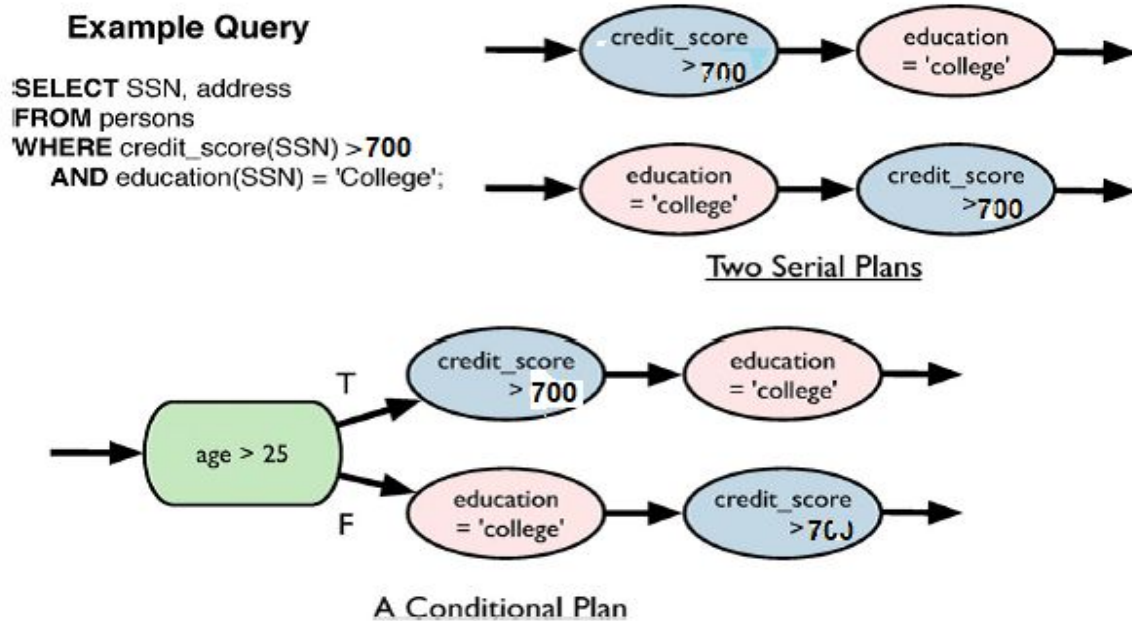 Example Query
SELECT SSN, address
FROM persons
WHERE credit_score(SSN) > 700
AND education(SSN) = 'College';
credit_score
> 700
education
= 'college'
education
= 'college'
credit_score
>700
Two Serial Plans
age > 25
T
F
credit_score
> 700
education
= 'college'
education
= 'college'
credit_score
>700
A Conditional Plan